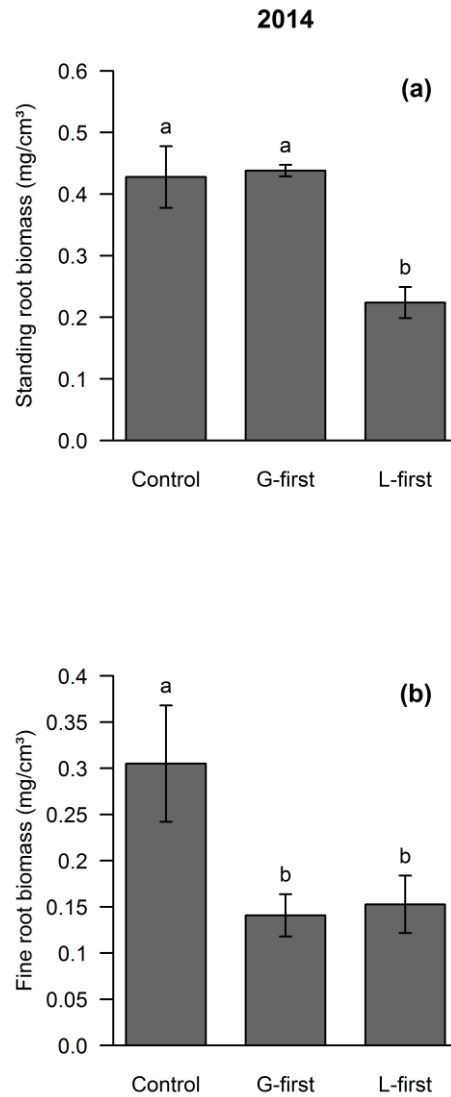 2014
(a)
Standing root biomass (mg/cm³)
0.6
0.5
0.4
0.3
0.2
0.1
0.0
a
a
b
Control G-first L-first
(b)
Fine root biomass (mg/cm³)
0.4
0.35
0.3
0.25
0.2
0.15
0.1
0.05
0.0
a
b
b
Control G-first L-first